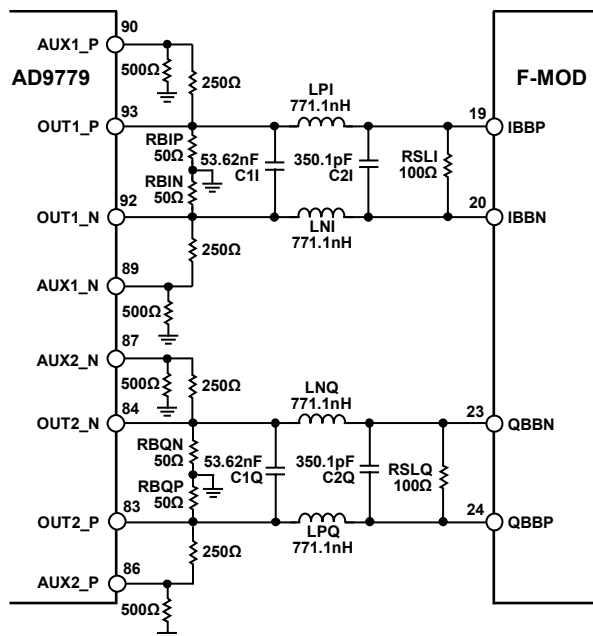 90
AUX1_P
AD9779
500Ω
250Ω
F-MOD
LPI
771.1nH
93
OUT1_P
19
IBBP
RBIP
50Ω
53.62nF
C1I
350.1pF
C2I
RSLI
100Ω
RBIN
50Ω
92
OUT1_N
20
IBBN
LNI
771.1nH
250Ω
89
AUX1_N
500Ω
87
AUX2_N
500Ω
250Ω
LNQ
771.1nH
84
OUT2_N
23
QBBN
RBQN
50Ω
53.62nF
C1Q
350.1pF
C2Q
RSLQ
100Ω
RBQP
50Ω
83
OUT2_P
24
QBBP
LPQ
771.1nH
250Ω
86
AUX2_P
500Ω